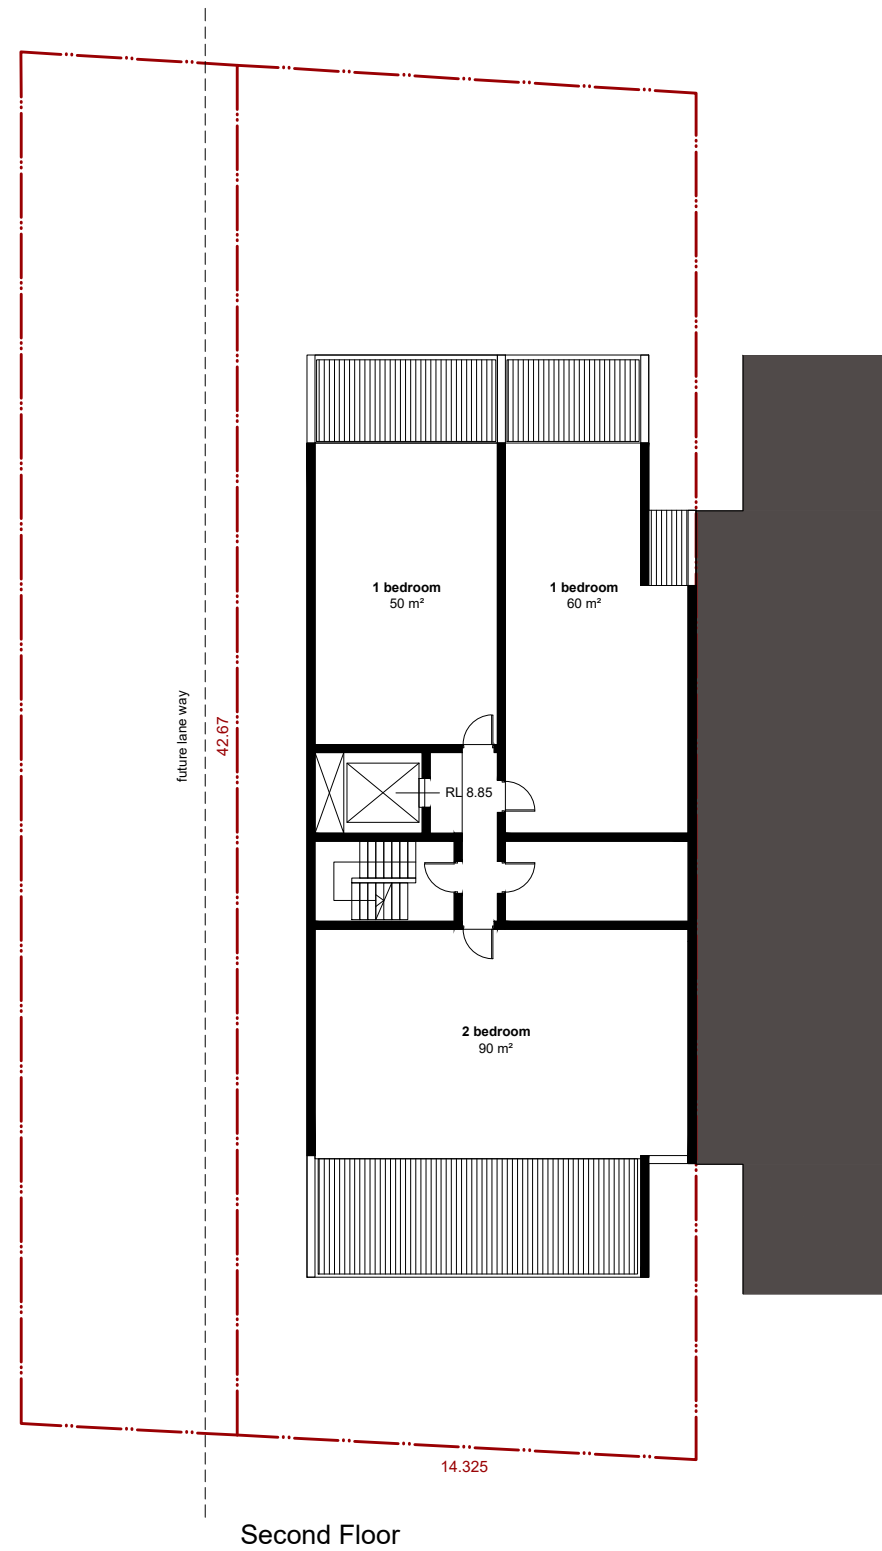 1 bedroom
50 m²
1 bedroom
60 m²
future lane way
42.67
RL 8.85
2 bedroom
90 m²
14.325
Second Floor